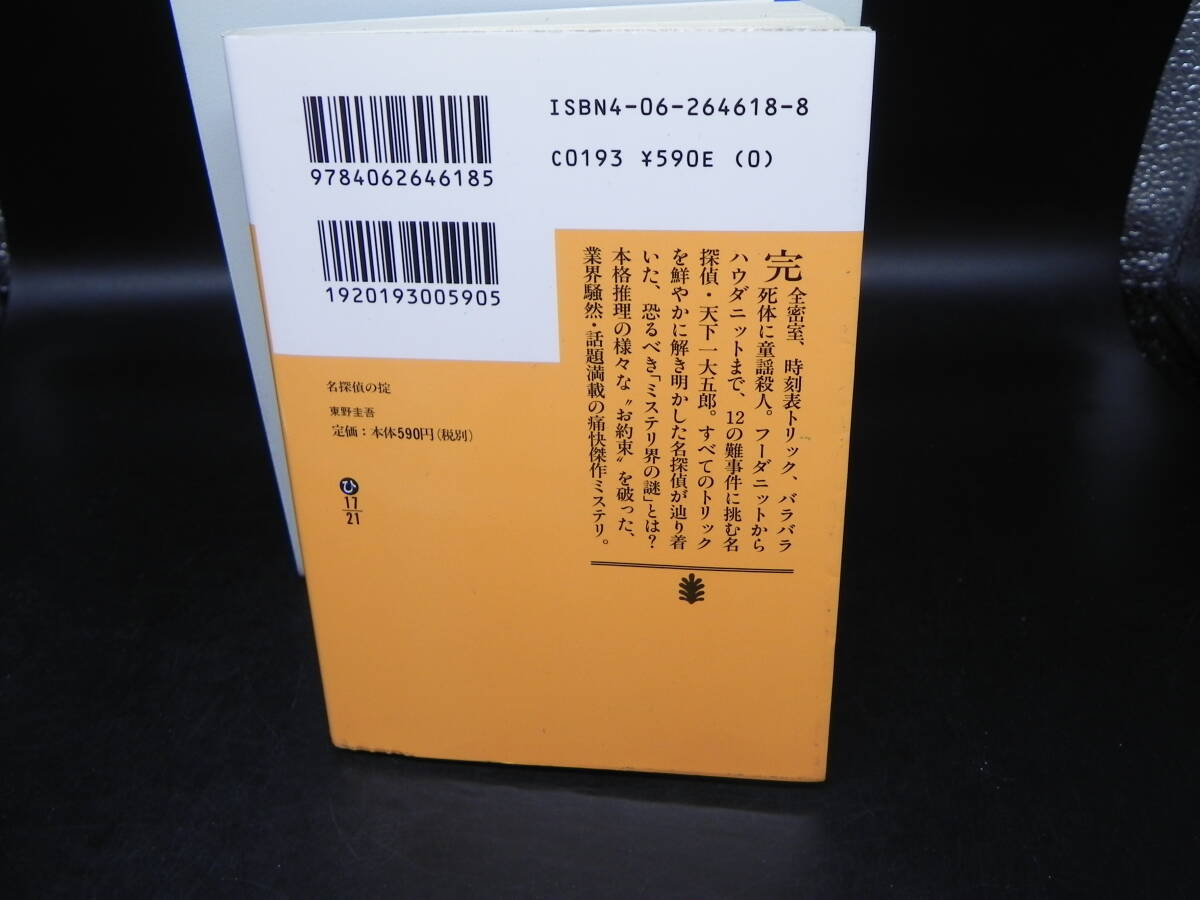 ISBN4-06-264618-8
C0193 ¥590E (0)
9784062646185
1920193005905
完全密室、時刻表トリック、バラバラ
死体に童謡殺人。フーダニットから
ハウダニットまで、12の難事件に挑む名
探偵・天下一大五郎。すべてのトリック
を鮮やかに解き明かした名探偵が辿り着
いた、恐るべき「ミステリ界の謎」とは?
本格推理の様々な〝お約束〟を破った、
業界騒然・話題満載の痛快傑作ミステリ。
名探偵の掟
東野圭吾
定価:本体590円(税別)
ひ
17
21